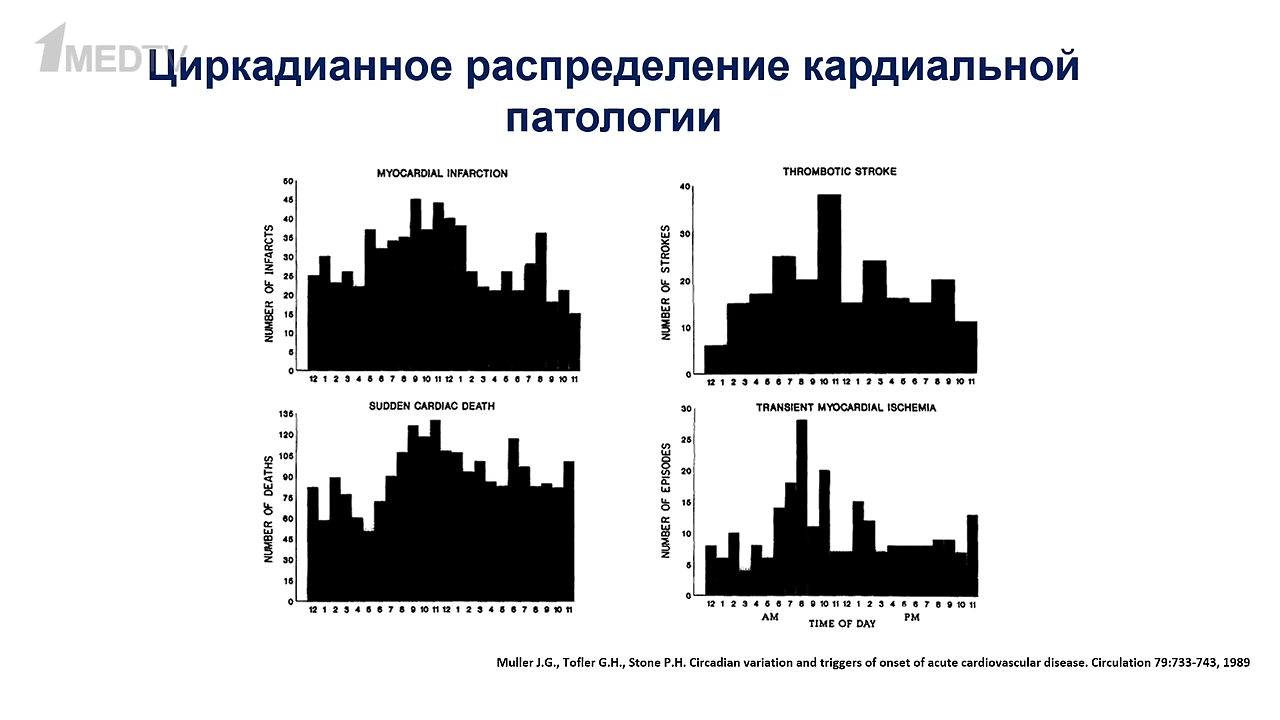 1MEDTV
Циркадианное распределение кардиальной
патологии
MYOCARDIAL INFARCTION
NUMBER OF INFARCTS
50
45
40
35
30
25
20
15
10
5
0
12 1 2 3 4 5 6 7 8 9 10 11 12 1 2 3 4 5 6 7 8 9 10 11
THROMBOTIC STROKE
NUMBER OF STROKES
40
30
20
10
0
12 1 2 3 4 5 6 7 8 9 10 11 12 1 2 3 4 5 6 7 8 9 10 11
SUDDEN CARDIAC DEATH
NUMBER OF DEATHS
135
120
105
90
75
60
45
30
15
0
12 1 2 3 4 5 6 7 8 9 10 11 12 1 2 3 4 5 6 7 8 9 10 11
TRANSIENT MYOCARDIAL ISCHEMIA
NUMBER OF EPISODES
30
25
20
15
10
5
0
12 1 2 3 4 5 6 7 8 9 10 11 12 1 2 3 4 5 6 7 8 9 10 11
AM PM
TIME OF DAY
Muller J.G., Tofler G.H., Stone P.H. Circadian variation and triggers of onset of acute cardiovascular disease. Circulation 79:733-743, 1989